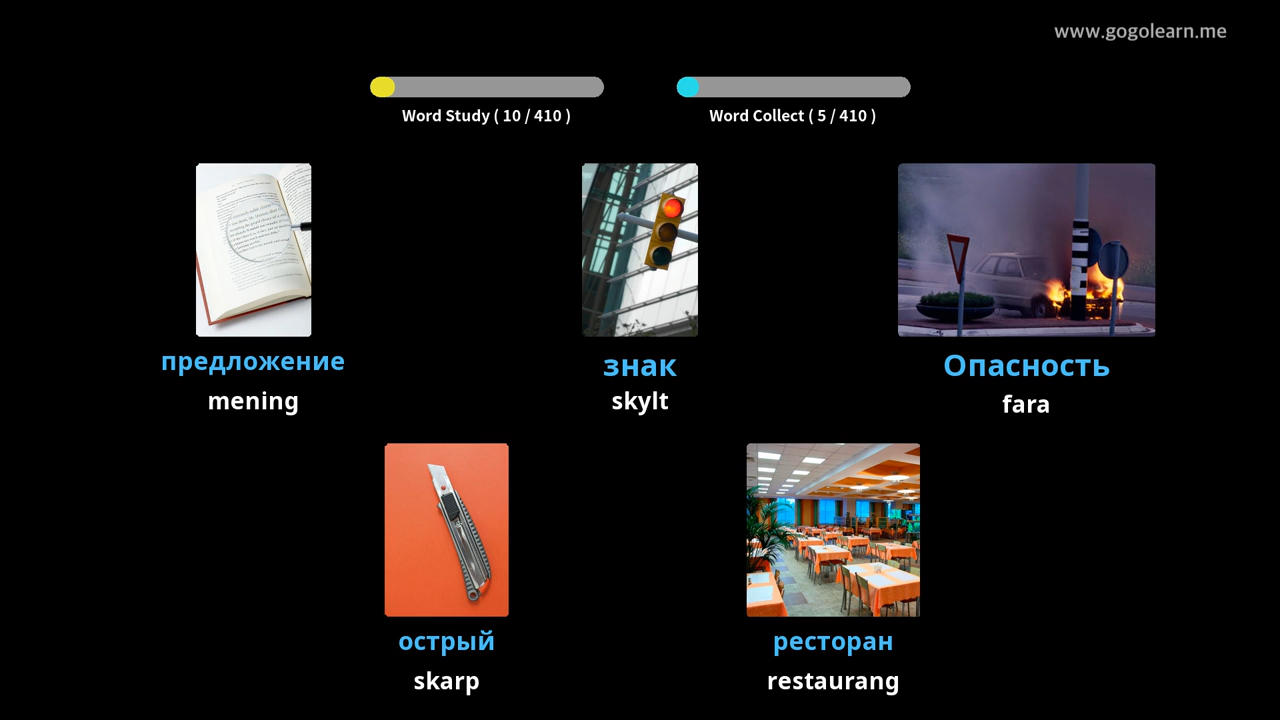 www.gogolearn.me
Word Study ( 10 / 410 )
Word Collect ( 5 / 410 )
предложение
mening
знак
skylt
Опасность
fara
острый
skarp
ресторан
restaurang